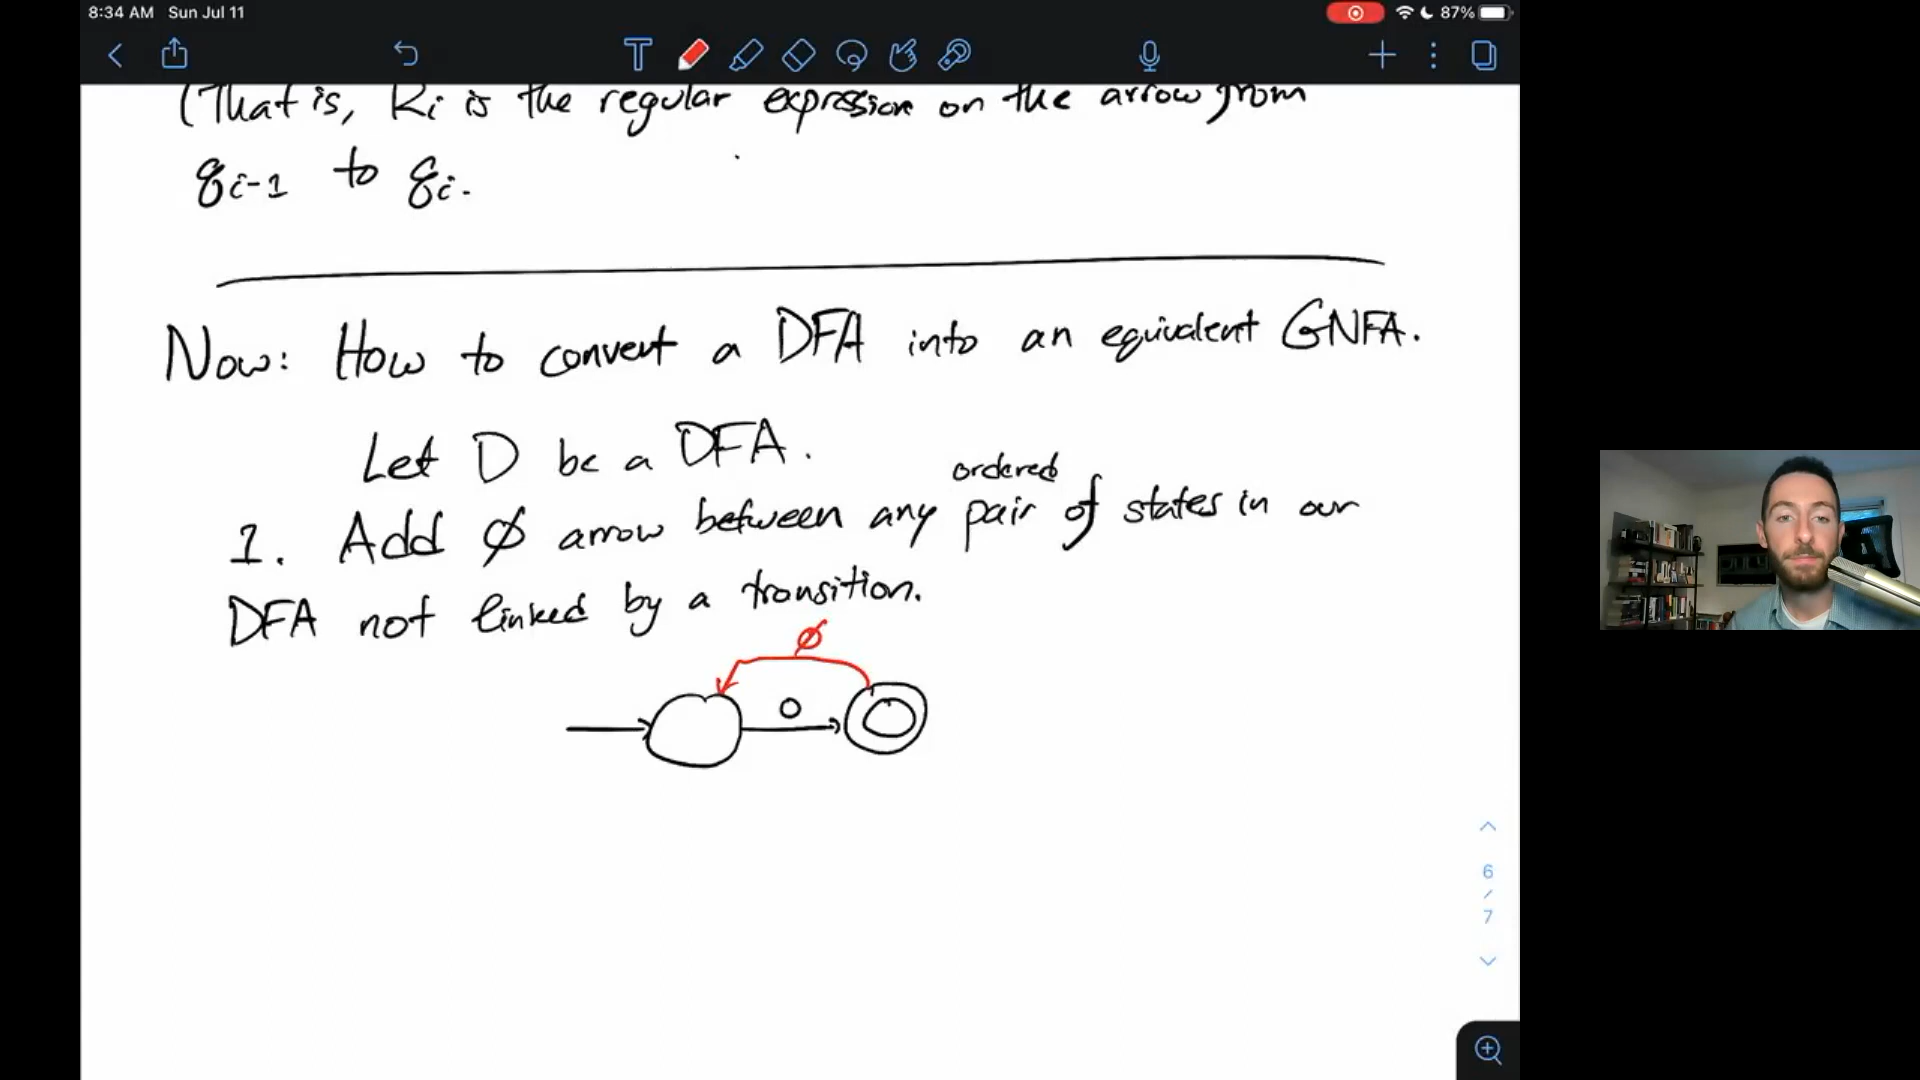 8:34 AM Sun Jul 11
87%
(That is, Ri is the regular expression on the arrow from
qi-1 to qi.
Now: How to convert a DFA into an equivalent GNFA.
Let D be a DFA.
ordered
1. Add ∅ arrow between any pair of states in our
DFA not linked by a transition.
∅
0
6
/
7